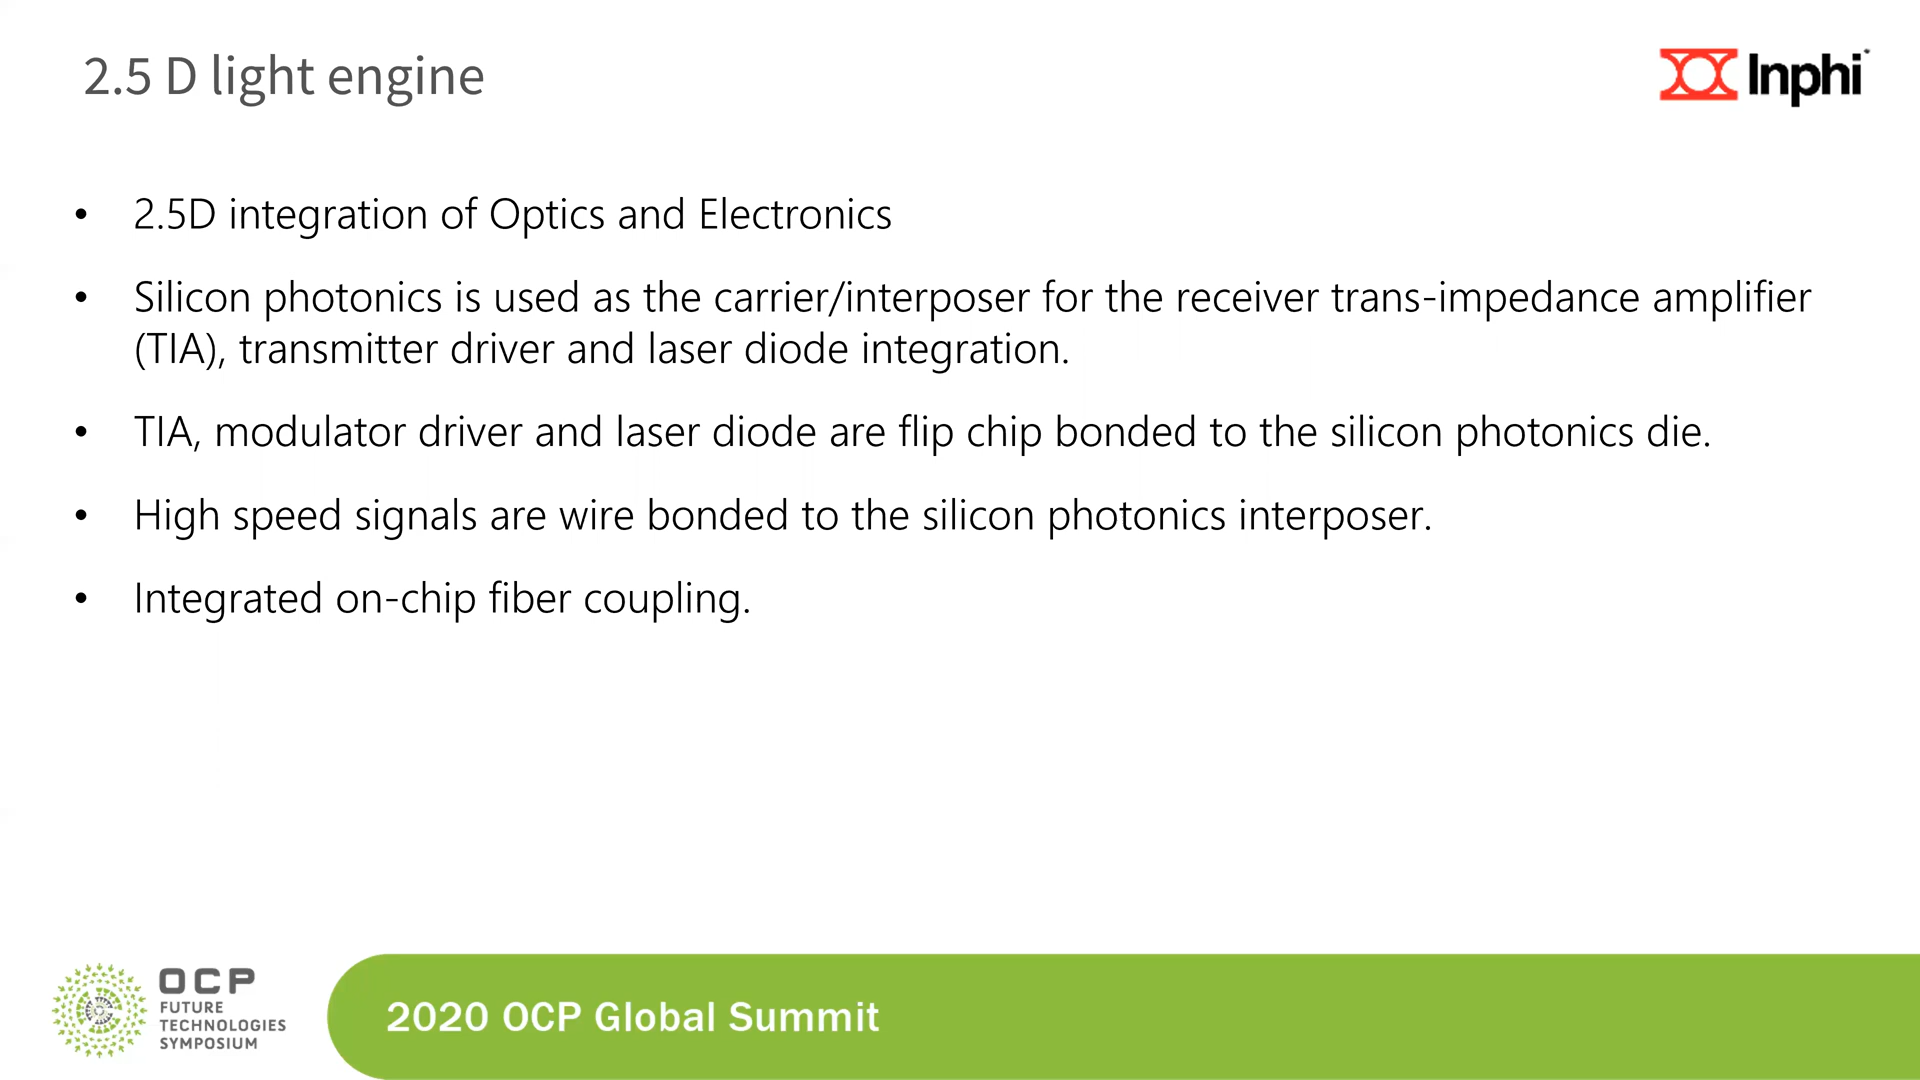 2.5 D light engine
Inphi
• 2.5D integration of Optics and Electronics
• Silicon photonics is used as the carrier/interposer for the receiver trans-impedance amplifier
(TIA), transmitter driver and laser diode integration.
• TIA, modulator driver and laser diode are flip chip bonded to the silicon photonics die.
• High speed signals are wire bonded to the silicon photonics interposer.
• Integrated on-chip fiber coupling.
OCP
FUTURE
TECHNOLOGIES
SYMPOSIUM
2020 OCP Global Summit